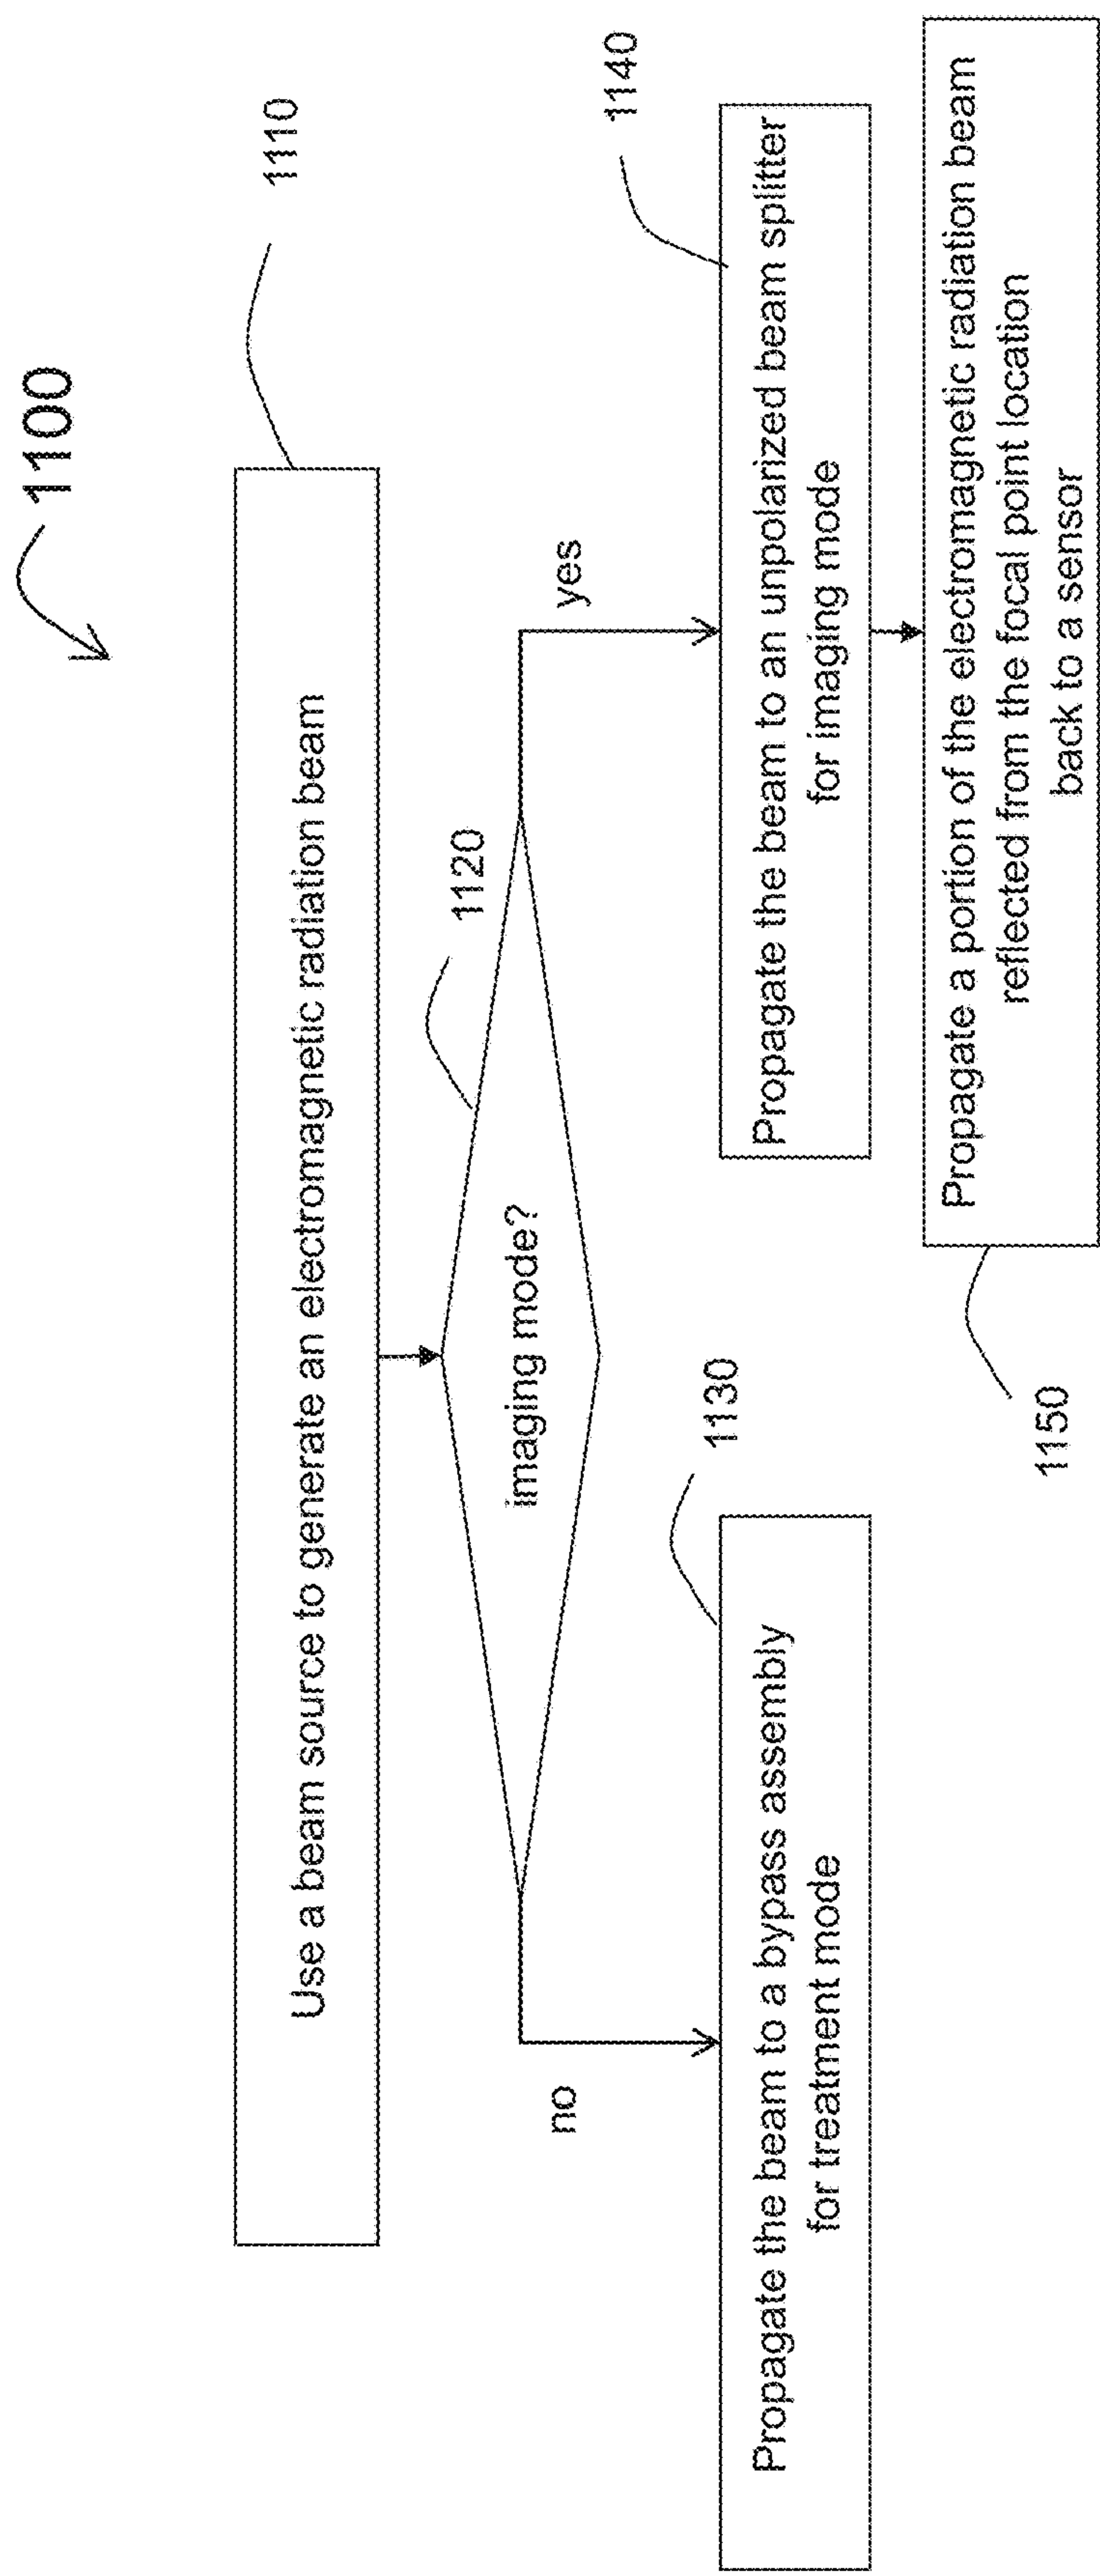 1100
Use a beam source to generate an electromagnetic radiation beam
1110
imaging mode?
1120
no
yes
Propagate the beam to a bypass assembly
for treatment mode
1130
Propagate the beam to an unpolarized beam splitter
for imaging mode
1140
Propagate a portion of the electromagnetic radiation beam
reflected from the focal point location
back to a sensor
1150